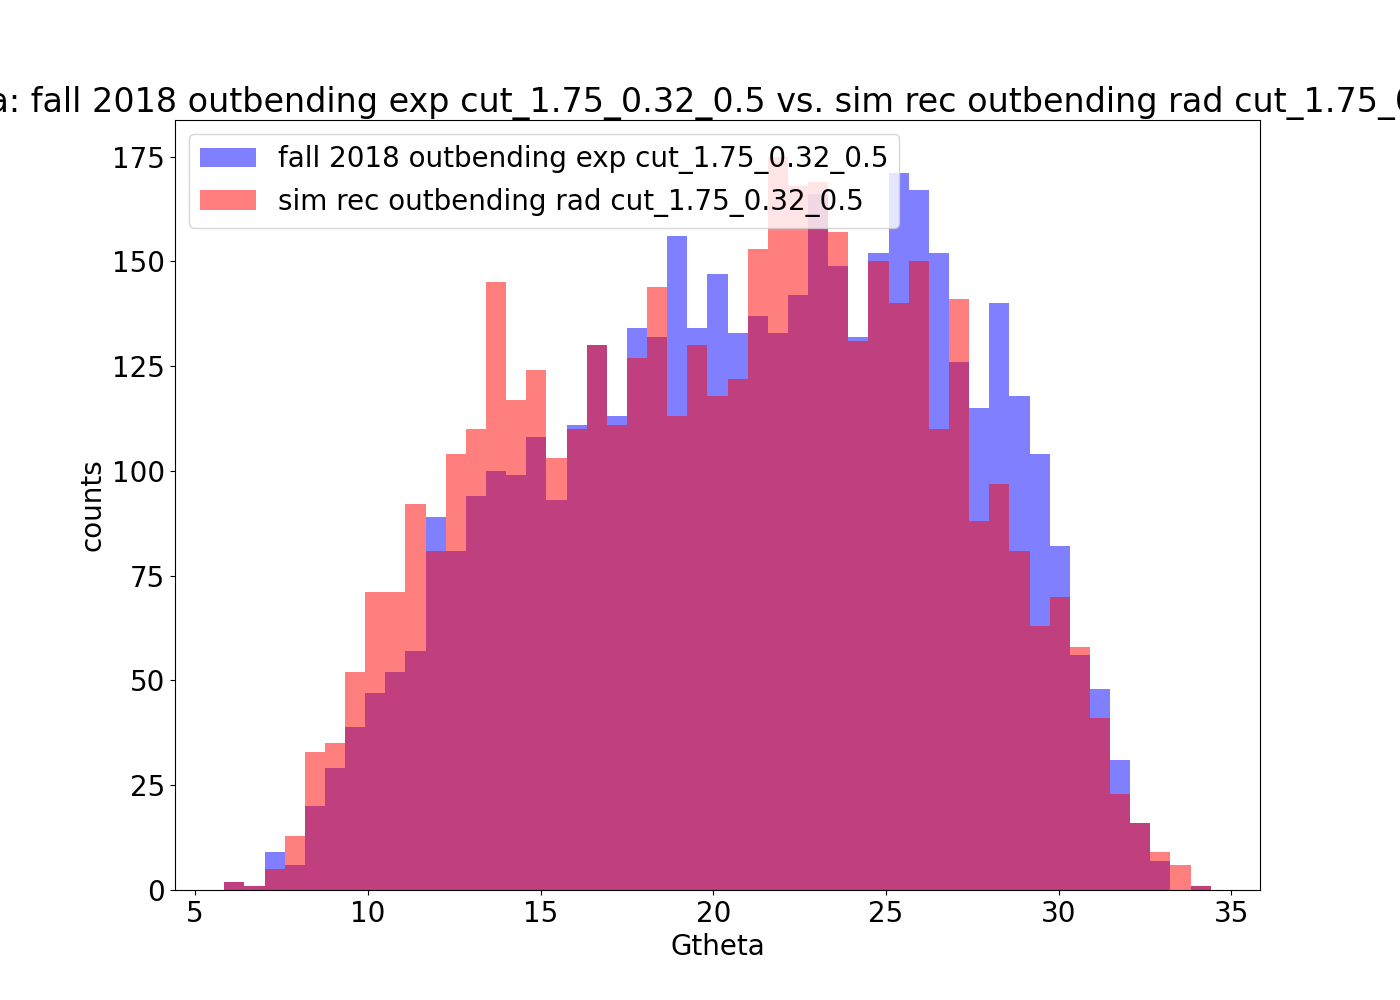 a: fall 2018 outbending exp cut_1.75_0.32_0.5 vs. sim rec outbending rad cut_1.75_
fall 2018 outbending exp cut_1.75_0.32_0.5
sim rec outbending rad cut_1.75_0.32_0.5
175
150
125
100
75
50
25
0
counts
5 10 15 20 25 30 35
Gtheta